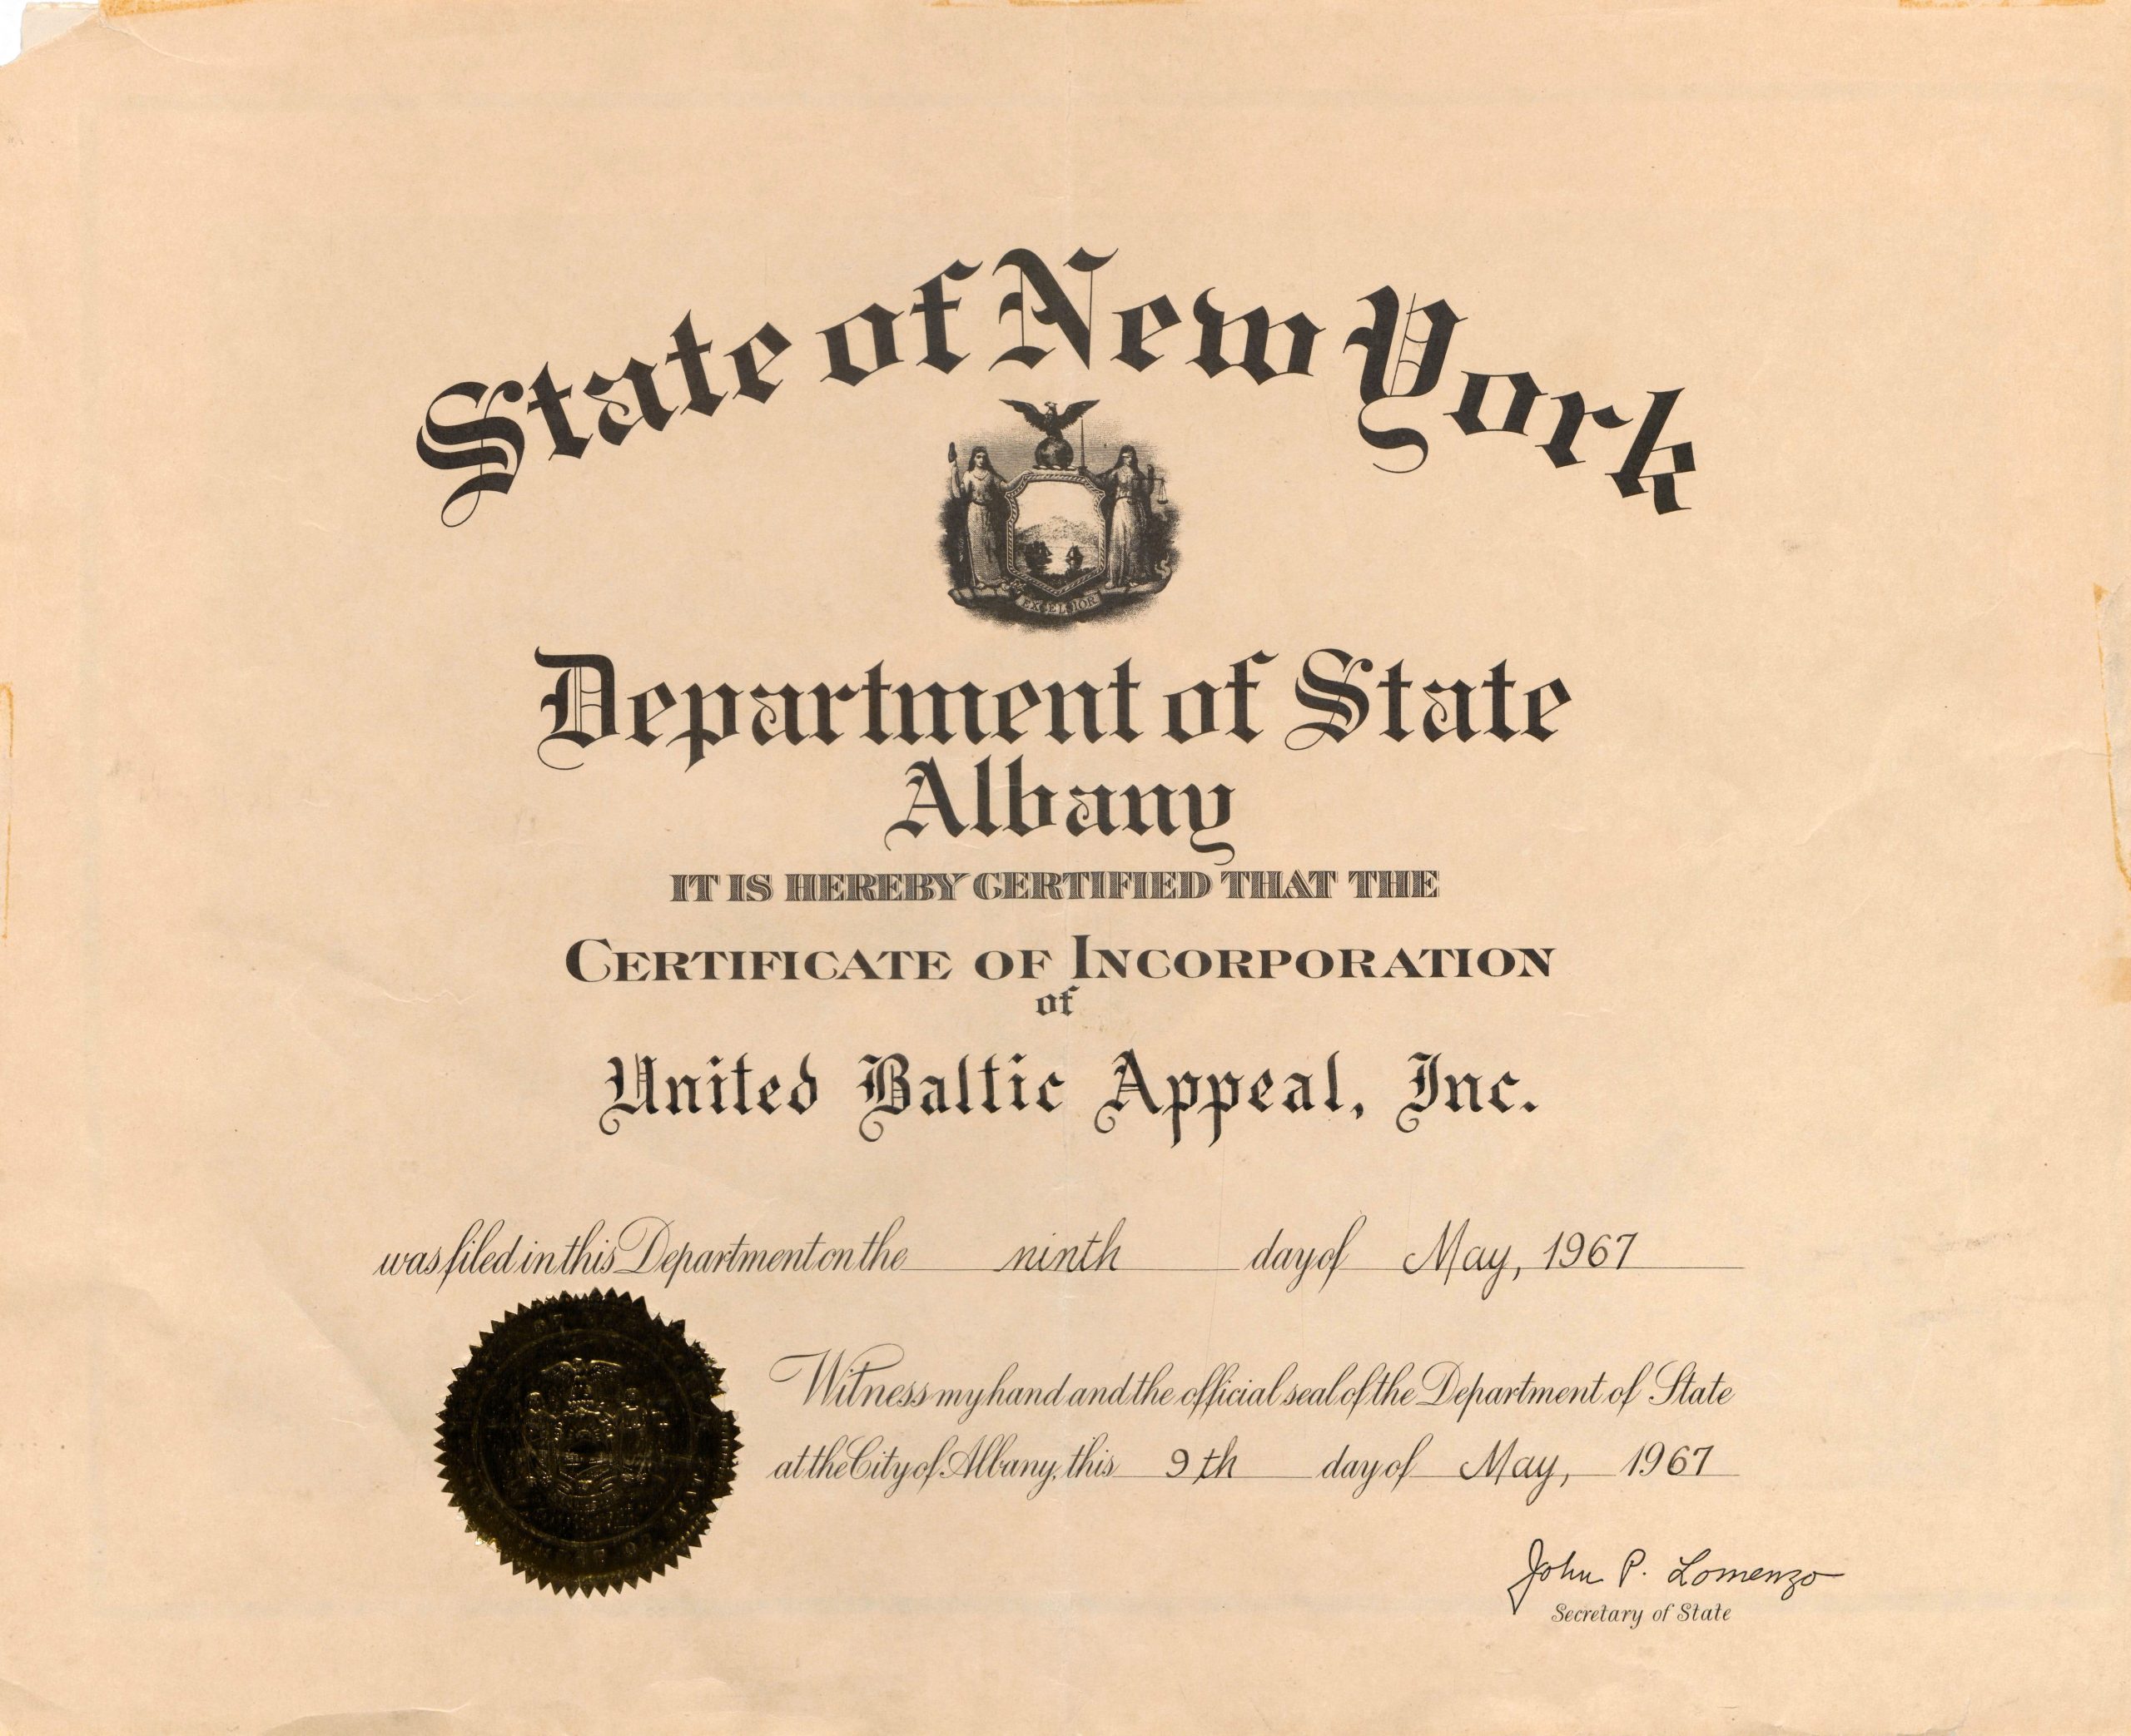 State of New York
EXCELSIOR
Department of State
Albany
IT IS HEREBY CERTIFIED THAT THE
CERTIFICATE OF INCORPORATION
of
United Baltic Appeal, Inc.
was filed in this Department on the ninth day of May, 1967
Witness my hand and the official seal of the Department of State
at the City of Albany, this 9th day of May, 1967
John P. Lomenzo
Secretary of State